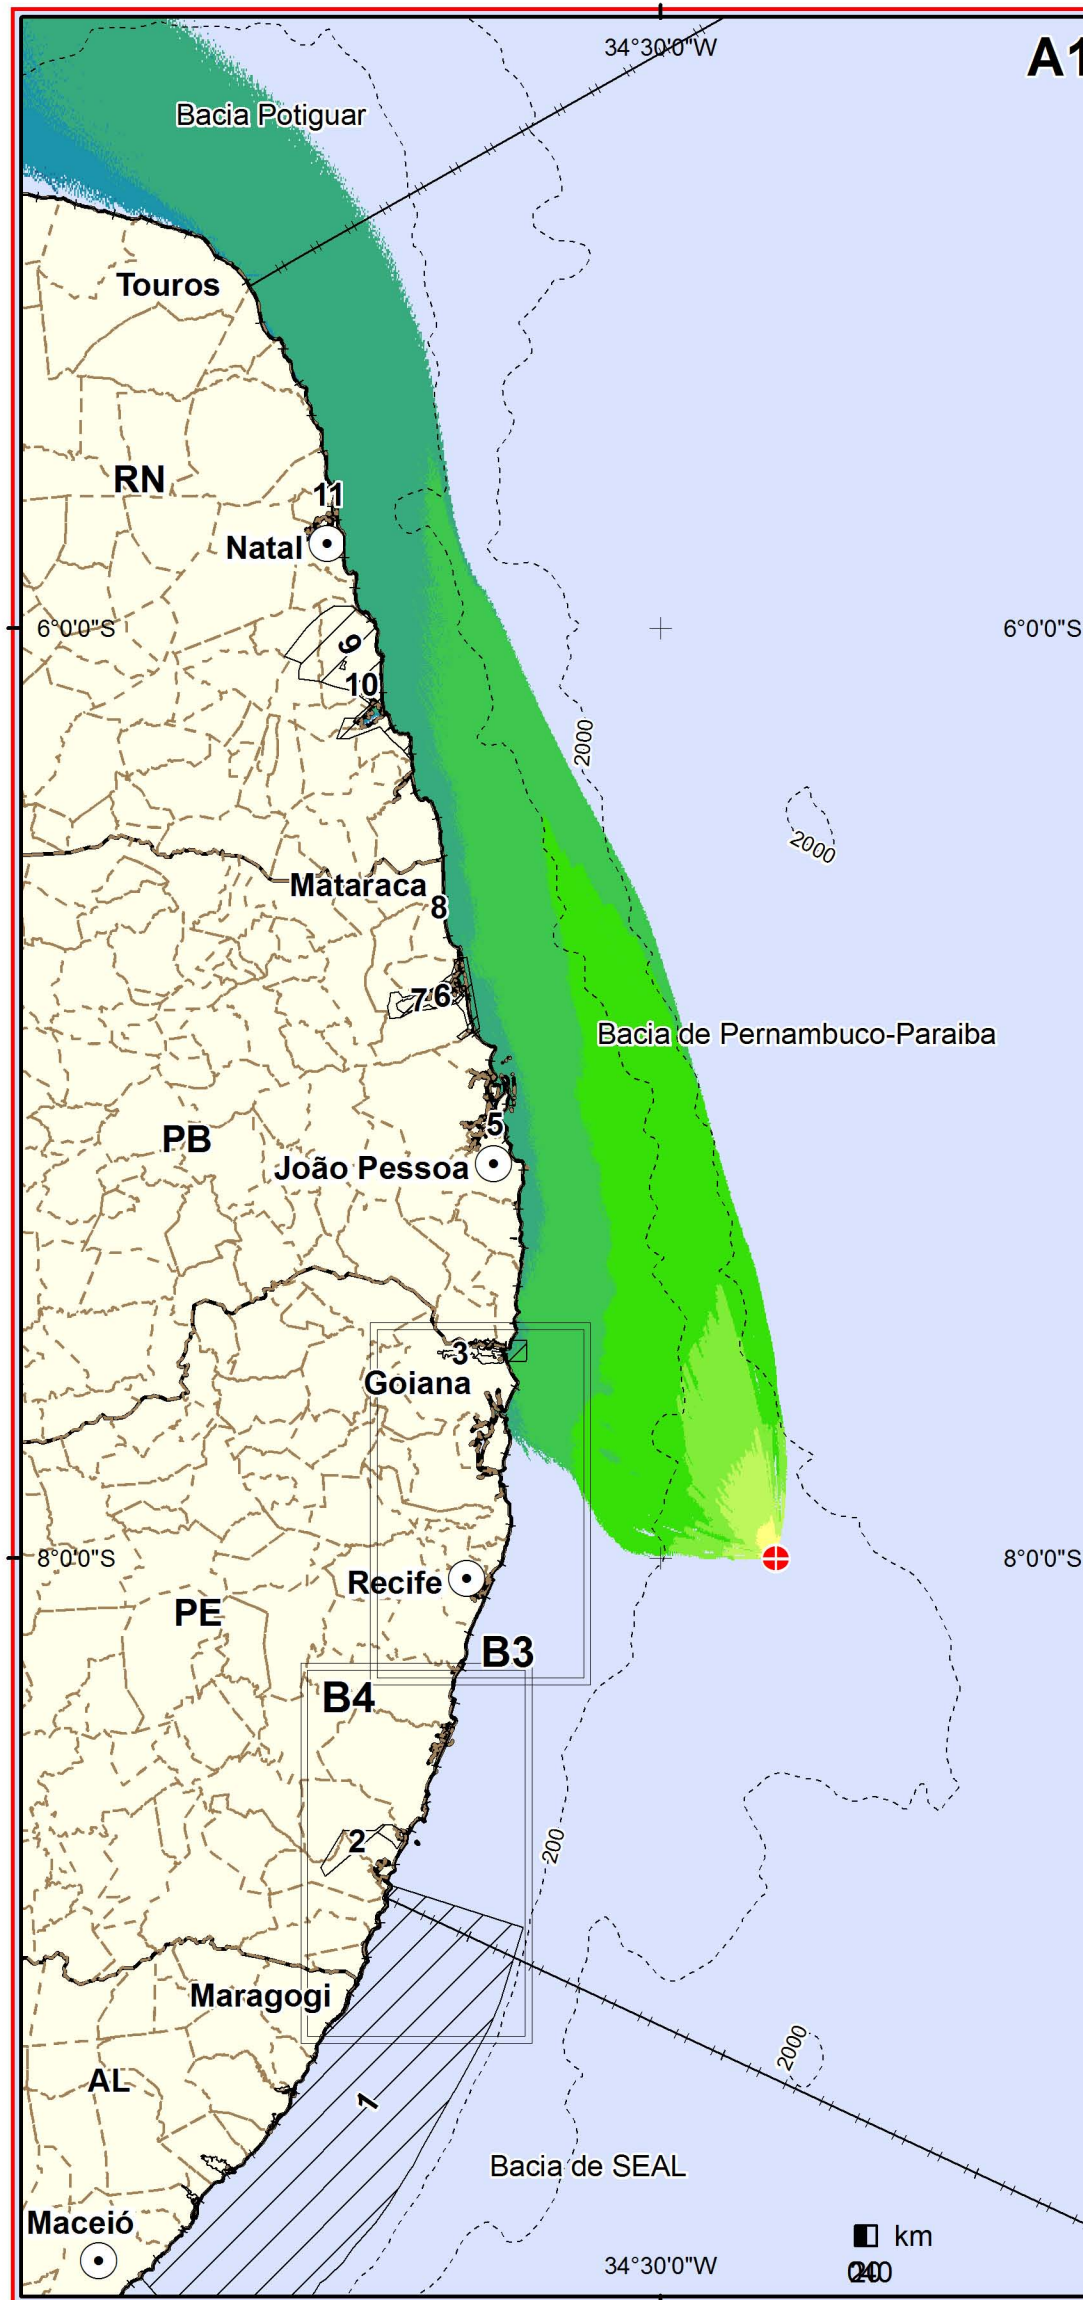 34°30'0"W
A1
Bacia Potiguar
Touros
RN
11
Natal
6°0'0"S
6°0'0"S
9
10
2000
2000
Mataraca
8
7
6
Bacia de Pernambuco-Paraiba
5
PB
João Pessoa
3
Goiana
8°0'0"S
8°0'0"S
Recife
PE
B3
B4
2
200
Maragogi
2000
AL
1
Bacia de SEAL
Maceió
km
34°30'0"W